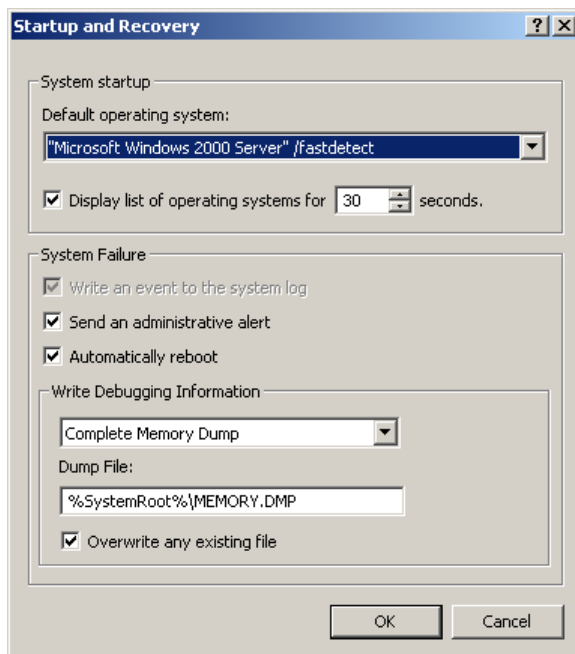 Startup and Recovery
System startup
Default operating system:
"Microsoft Windows 2000 Server" /fastdetect
Display list of operating systems for 30 seconds.
System Failure
Write an event to the system log
Send an administrative alert
Automatically reboot
Write Debugging Information
Complete Memory Dump
Dump File:
%SystemRoot%\MEMORY.DMP
Overwrite any existing file
OK Cancel